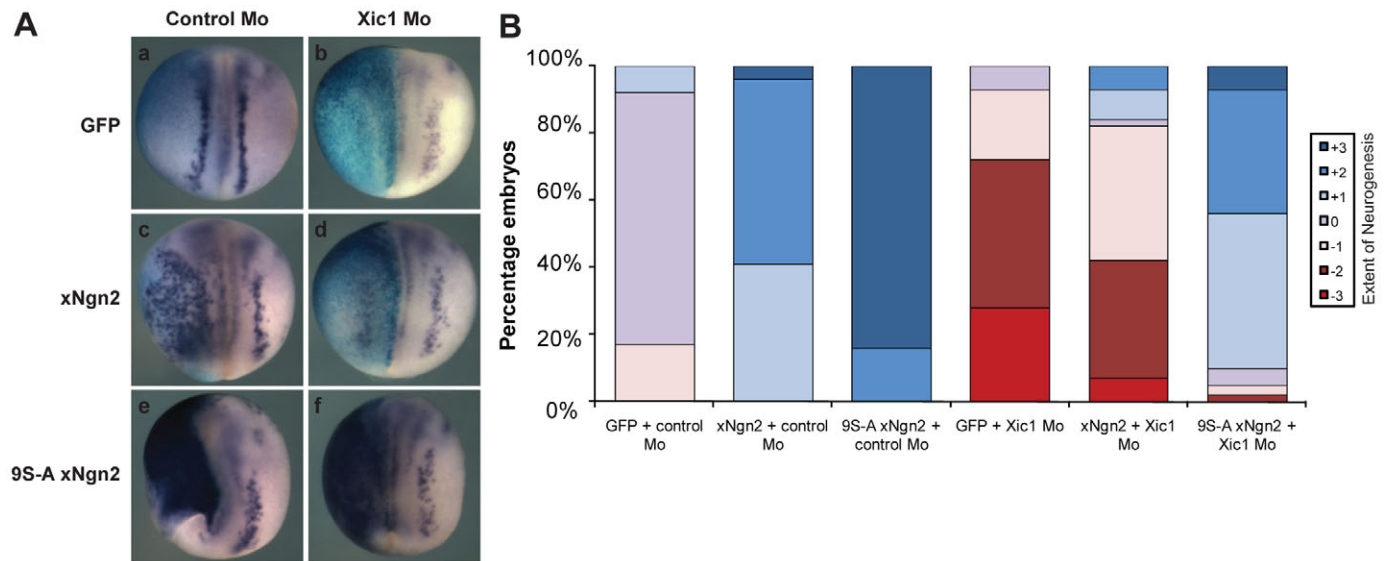 A
Control Mo
Xic1 Mo
GFP
xNgn2
9S-A xNgn2
a
b
c
d
e
f
B
Percentage embryos
100%
80%
60%
40%
20%
0%
GFP + control
Mo
xNgn2 + control
Mo
9S-A xNgn2 +
control Mo
GFP + Xic1 Mo
xNgn2 + Xic1
Mo
9S-A xNgn2 +
Xic1 Mo
+3
+2
+1
0
-1
-2
-3
Extent of Neurogenesis